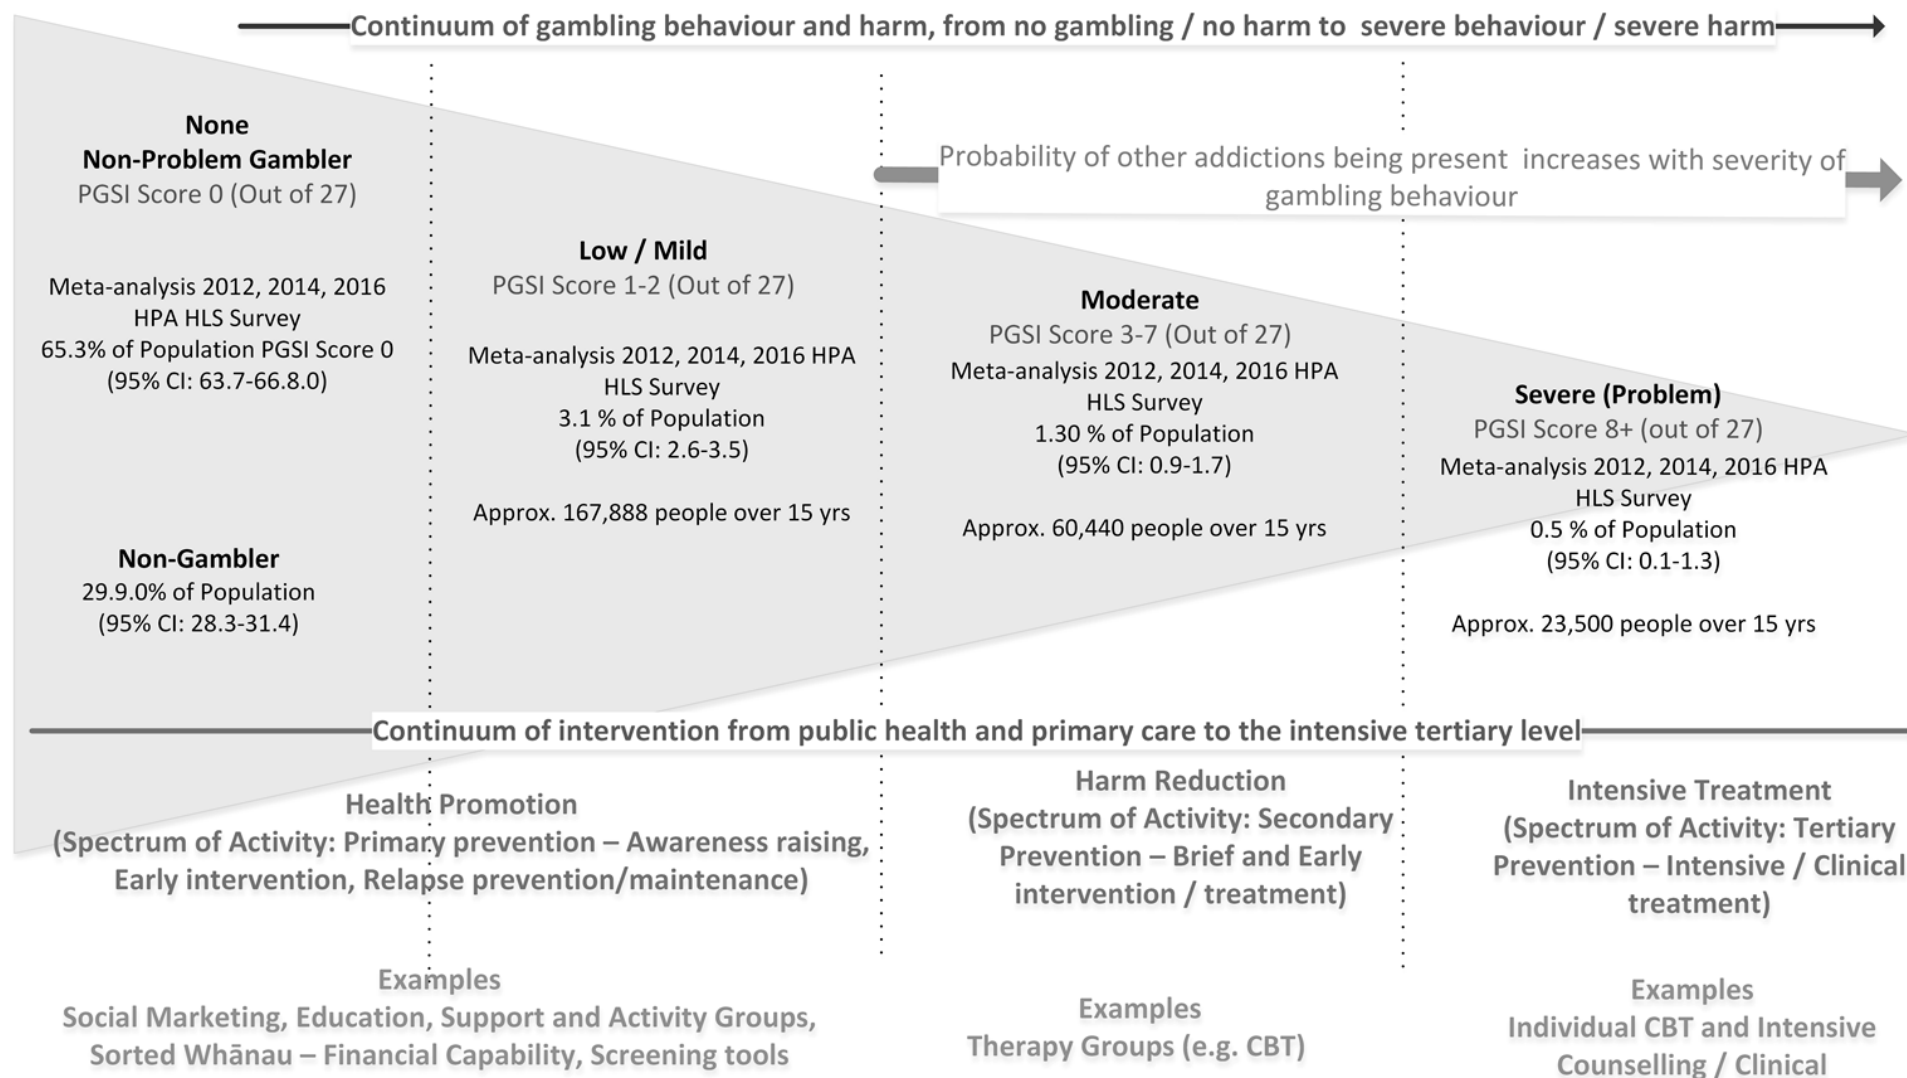 Continuum of gambling behaviour and harm, from no gambling / no harm to severe behaviour / severe harm
None
Non-Problem Gambler
PGSI Score 0 (Out of 27)
Meta-analysis 2012, 2014, 2016
HPA HLS Survey
65.3% of Population PGSI Score 0
(95% CI: 63.7-66.8.0)
Non-Gambler
29.9.0% of Population
(95% CI: 28.3-31.4)
Low / Mild
PGSI Score 1-2 (Out of 27)
Meta-analysis 2012, 2014, 2016 HPA
HLS Survey
3.1 % of Population
(95% CI: 2.6-3.5)
Approx. 167,888 people over 15 yrs
Probability of other addictions being present increases with severity of
gambling behaviour
Moderate
PGSI Score 3-7 (Out of 27)
Meta-analysis 2012, 2014, 2016 HPA
HLS Survey
1.30 % of Population
(95% CI: 0.9-1.7)
Approx. 60,440 people over 15 yrs
Severe (Problem)
PGSI Score 8+ (out of 27)
Meta-analysis 2012, 2014, 2016 HPA
HLS Survey
0.5 % of Population
(95% CI: 0.1-1.3)
Approx. 23,500 people over 15 yrs
Continuum of intervention from public health and primary care to the intensive tertiary level
Health Promotion
(Spectrum of Activity: Primary prevention – Awareness raising,
Early intervention, Relapse prevention/maintenance)
Examples
Social Marketing, Education, Support and Activity Groups,
Sorted Whānau – Financial Capability, Screening tools
Harm Reduction
(Spectrum of Activity: Secondary
Prevention – Brief and Early
intervention / treatment)
Examples
Therapy Groups (e.g. CBT)
Intensive Treatment
(Spectrum of Activity: Tertiary
Prevention – Intensive / Clinical
treatment)
Examples
Individual CBT and Intensive
Counselling / Clinical